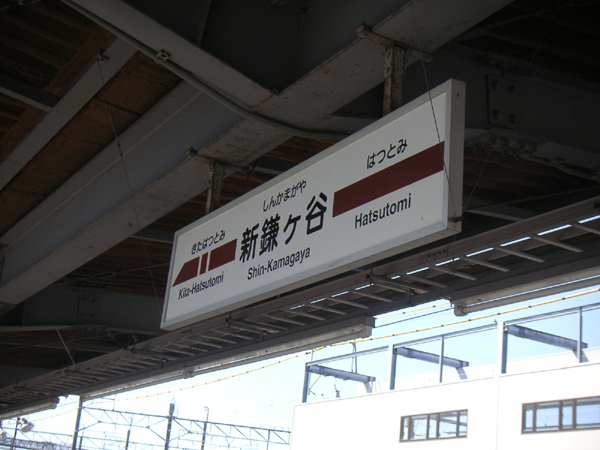 しんかまがや
新鎌ヶ谷
Shin-Kamagaya
きたはつとみ
Kita-Hatsutomi
はつとみ
Hatsutomi